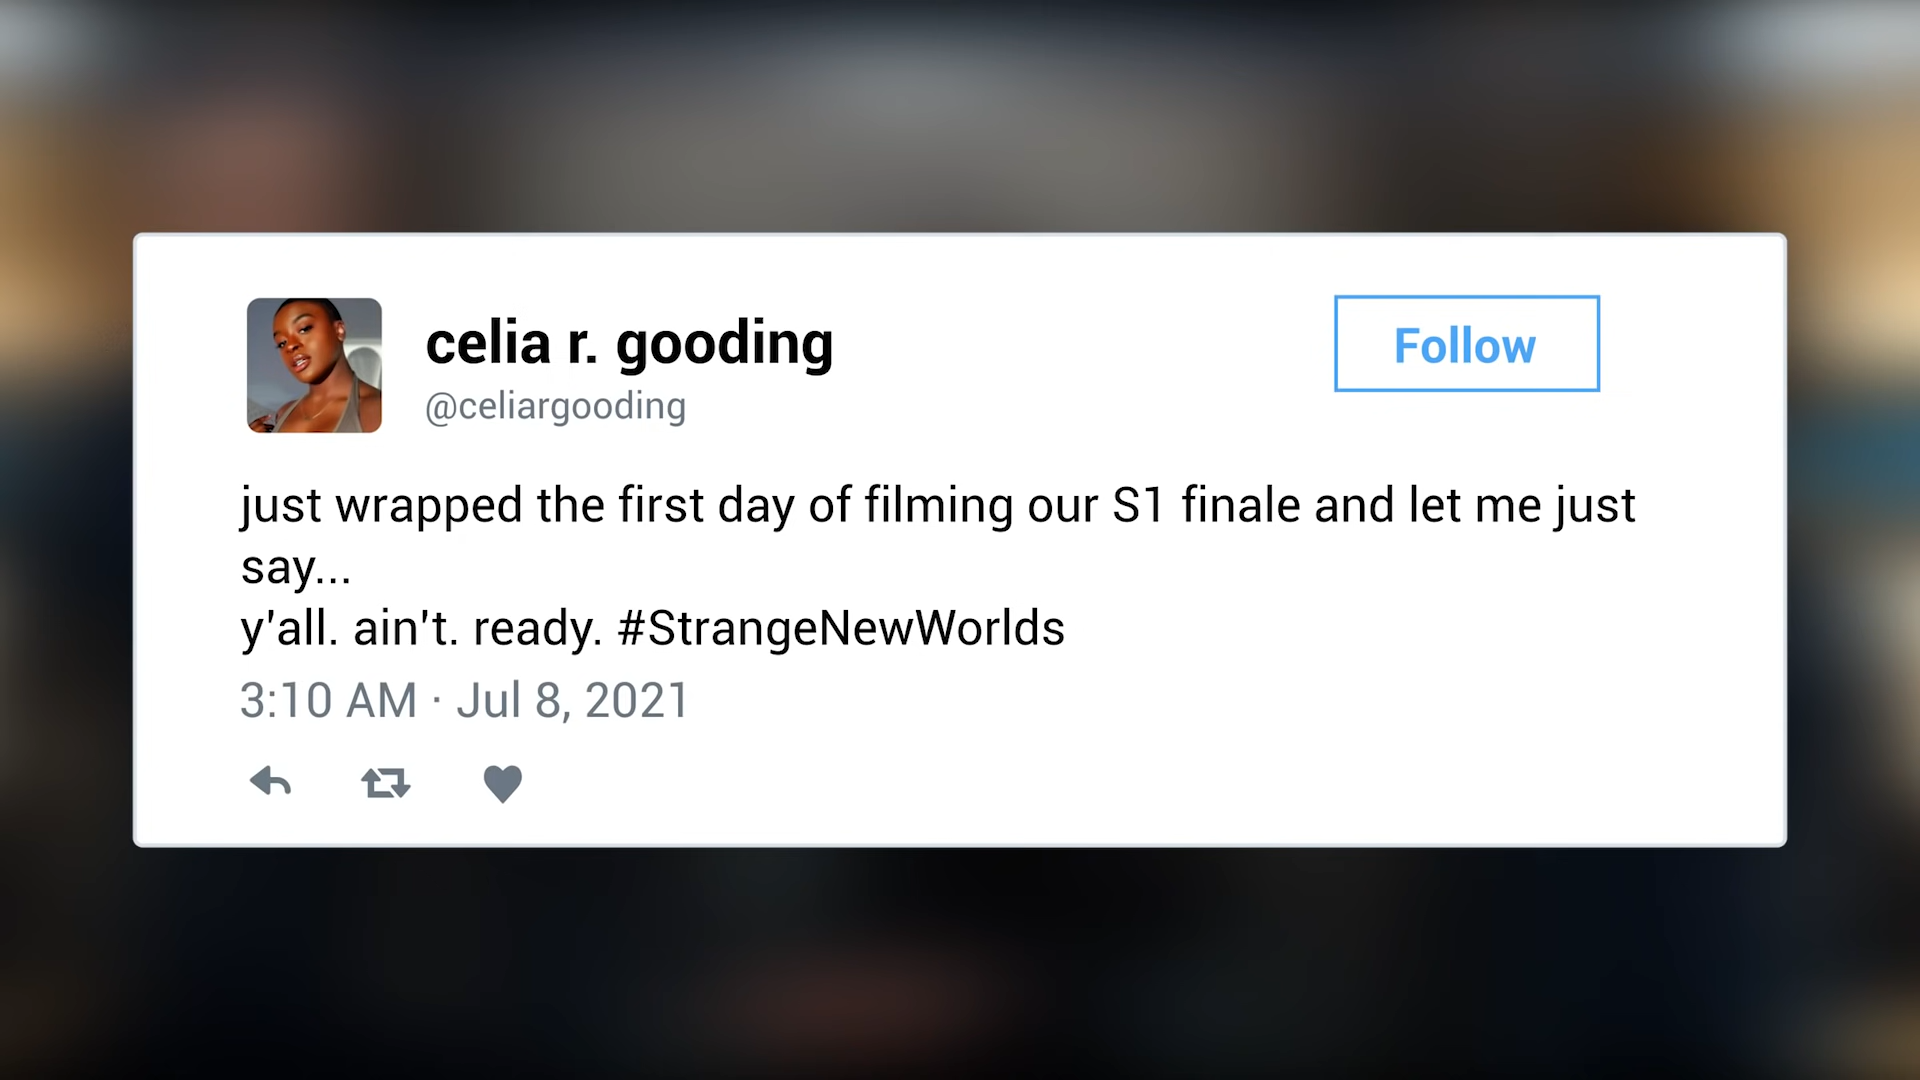 celia r. gooding
Follow
@celiargooding
just wrapped the first day of filming our S1 finale and let me just
say...
y'all. ain't. ready. #StrangeNewWorlds
3:10 AM · Jul 8, 2021